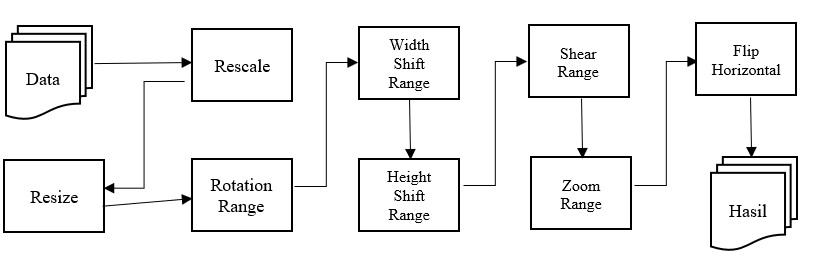 Data
Rescale
Resize
Rotation
Range
Width
Shift
Range
Height
Shift
Range
Shear
Range
Zoom
Range
Flip
Horizontal
Hasil